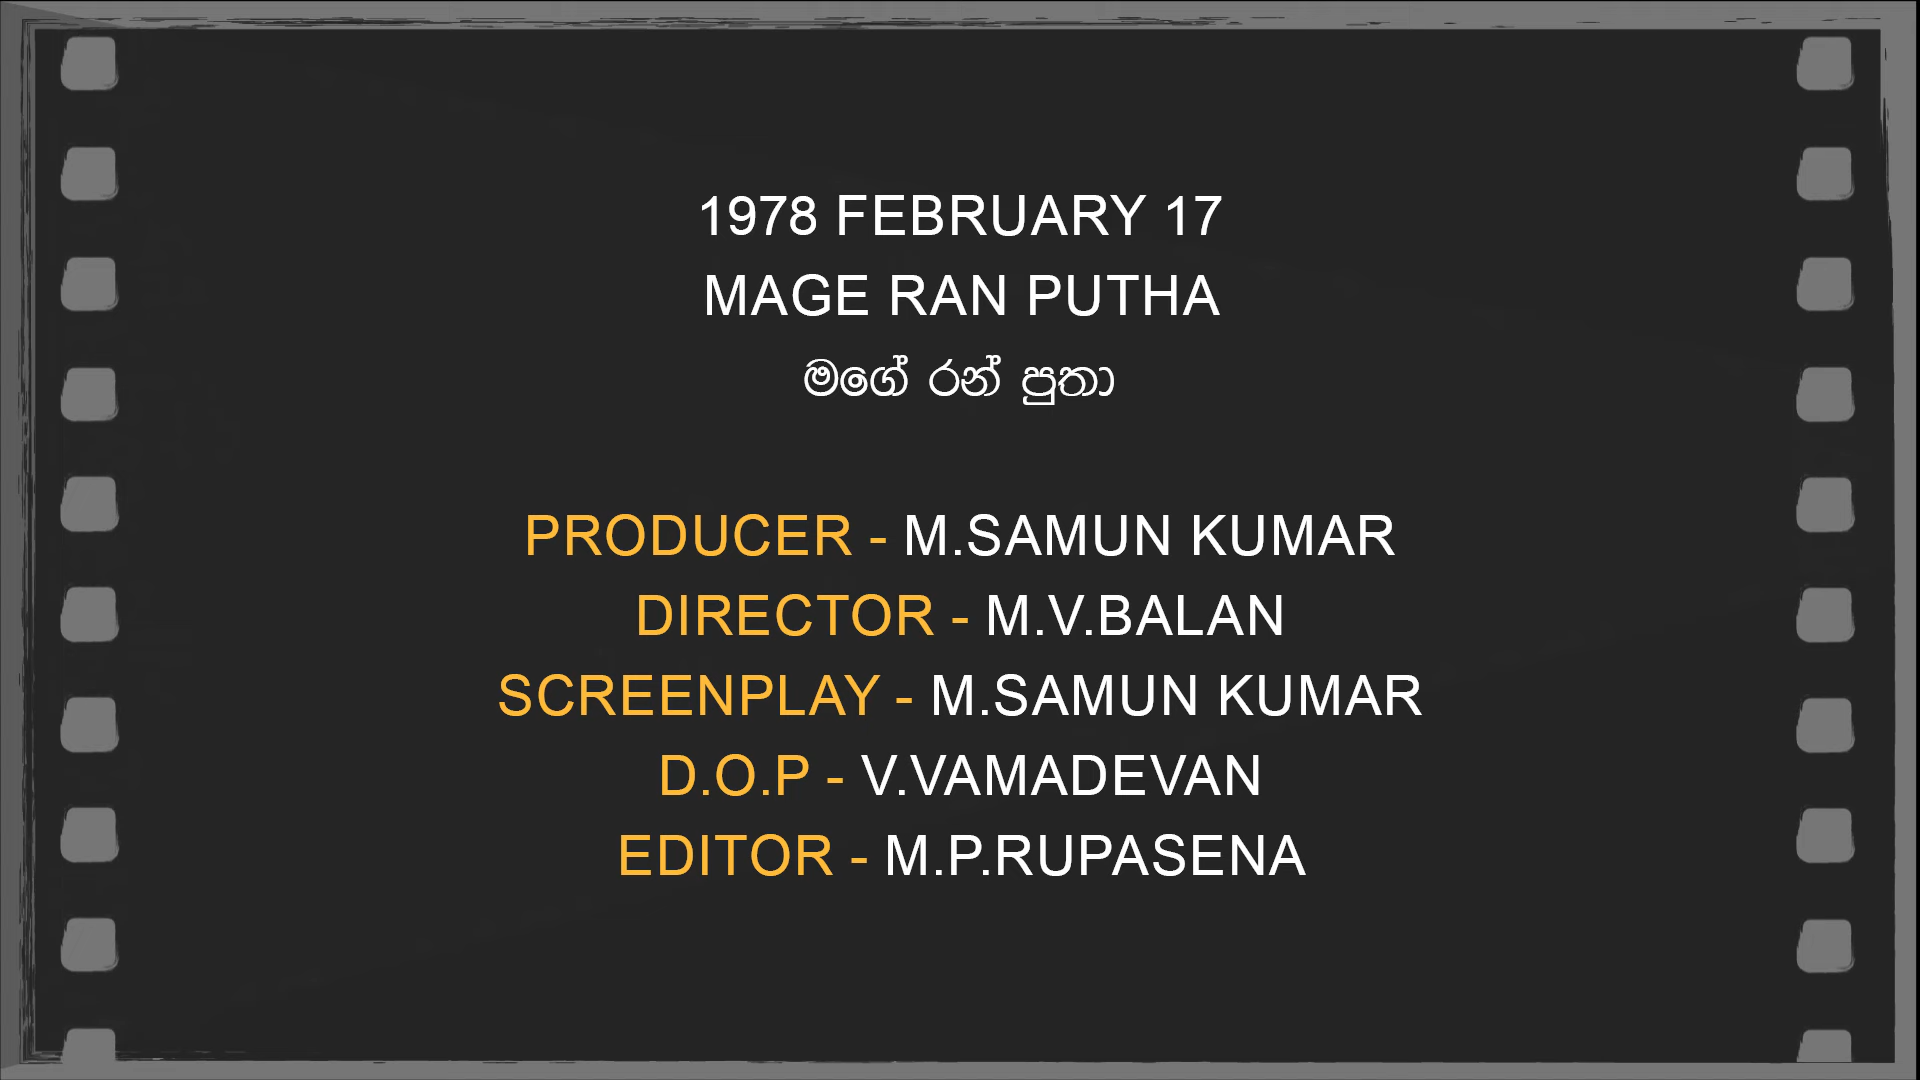 1978 FEBRUARY 17
MAGE RAN PUTHA
මගේ රන් පුතා
PRODUCER - M.SAMUN KUMAR
DIRECTOR - M.V.BALAN
SCREENPLAY - M.SAMUN KUMAR
D.O.P - V.VAMADEVAN
EDITOR - M.P.RUPASENA